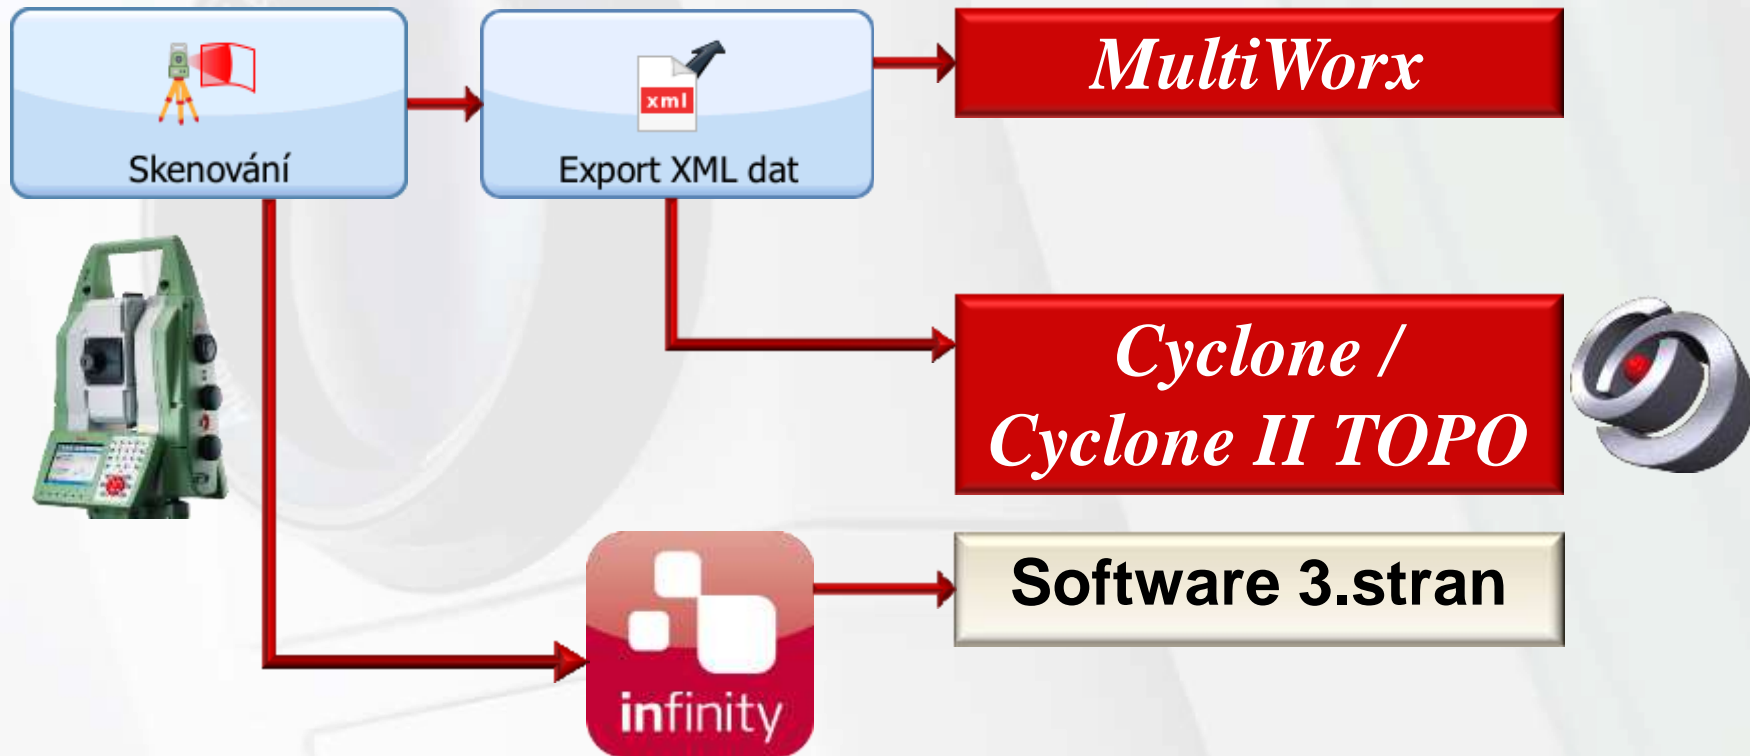 xml
Skenování
Export XML dat
MultiWorx
Cyclone /
Cyclone II TOPO
Software 3.stran
infinity